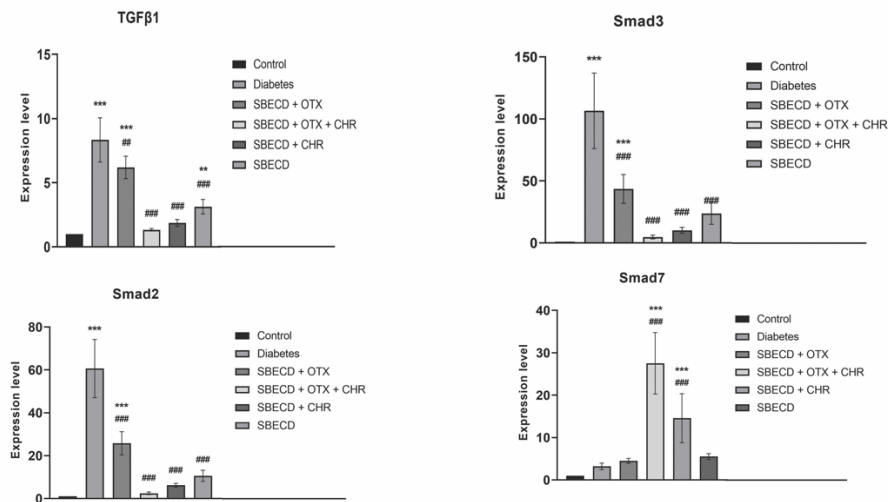 TGFβ1
15
10
5
0
Expression level
***
***
##
###
###
**
###
Control
Diabetes
SBECD + OTX
SBECD + OTX + CHR
SBECD + CHR
SBECD
Smad3
150
100
50
0
Expression level
***
***
###
###
###
###
Control
Diabetes
SBECD + OTX
SBECD + OTX + CHR
SBECD + CHR
SBECD
Smad2
80
60
40
20
0
Expression level
***
***
###
###
###
###
Control
Diabetes
SBECD + OTX
SBECD + OTX + CHR
SBECD + CHR
SBECD
Smad7
40
30
20
10
0
Expression level
***
###
***
###
Control
Diabetes
SBECD + OTX
SBECD + OTX + CHR
SBECD + CHR
SBECD